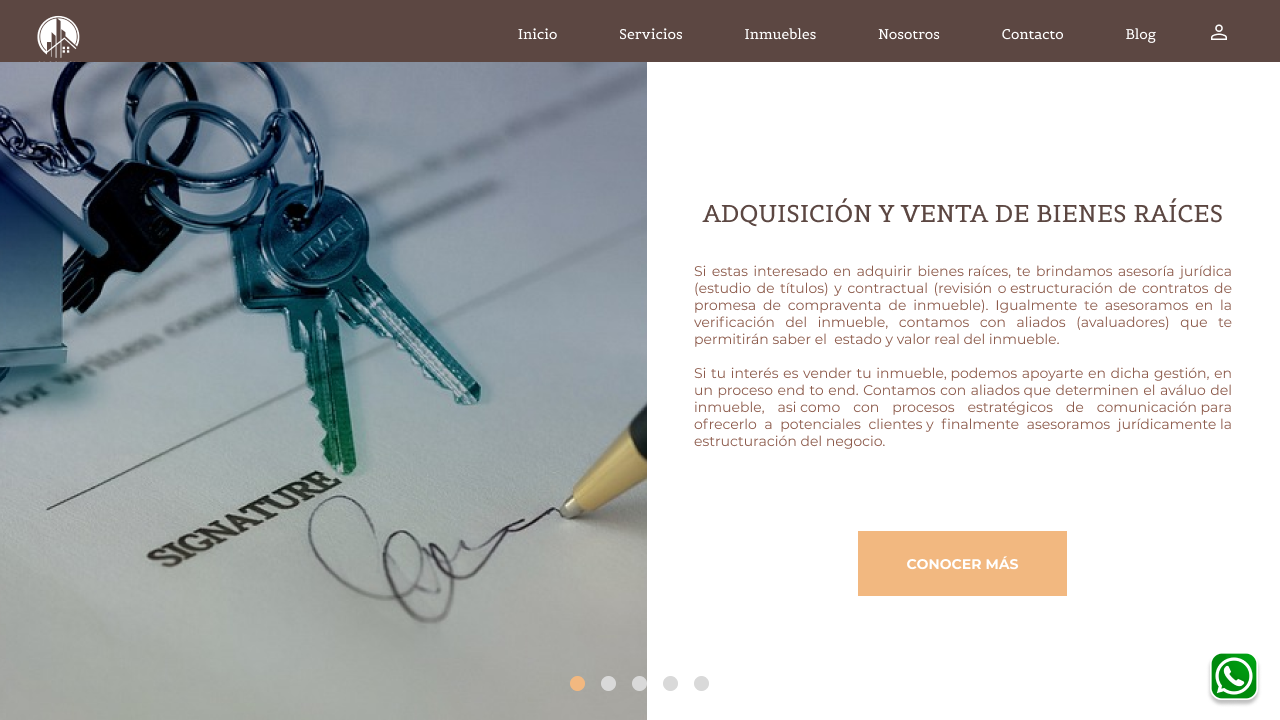 Inicio
Servicios
Inmuebles
Nosotros
Contacto
Blog
ADQUISICIÓN Y VENTA DE BIENES RAÍCES
Si estas interesado en adquirir bienes raíces, te brindamos asesoría jurídica
(estudio de títulos) y contractual (revisión o estructuración de contratos de
promesa de compraventa de inmueble). Igualmente te asesoramos en la
verificación del inmueble, contamos con aliados (avaluadores) que te
permitirán saber el estado y valor real del inmueble.
Si tu interés es vender tu inmueble, podemos apoyarte en dicha gestión, en
un proceso end to end. Contamos con aliados que determinen el aváluo del
inmueble, asi como con procesos estratégicos de comunicación para
ofrecerlo a potenciales clientes y finalmente asesoramos jurídicamente la
estructuración del negocio.
SIGNATURE
CONOCER MÁS